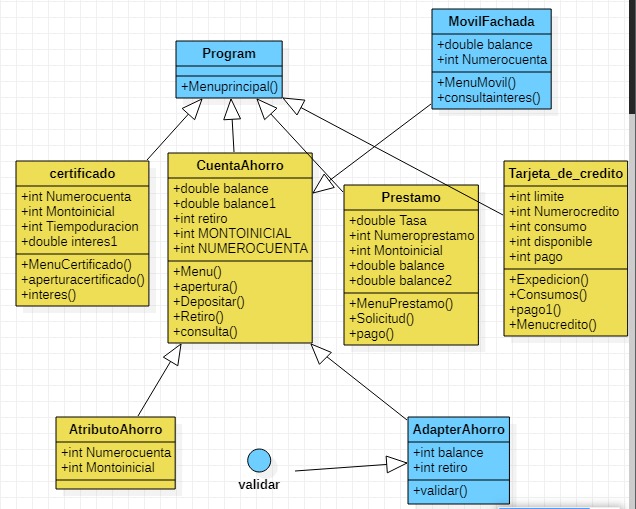 MovilFachada
+double balance
+int Numerocuenta
+MenuMovil()
+consultainteres()
Program
+Menuprincipal()
certificado
+int Numerocuenta
+int Montoinicial
+int Tiempoduracion
+double interes1
+MenuCertificado()
+aperturacertificado()
+interes()
CuentaAhorro
+double balance
+double balance1
+int retiro
+int MONTOINICIAL
+int NUMEROCUENTA
+Menu()
+apertura()
+Depositar()
+Retiro()
+consulta()
Prestamo
+double Tasa
+int Numeroprestamo
+int Montoinicial
+double balance
+double balance2
+MenuPrestamo()
+Solicitud()
+pago()
Tarjeta_de_credito
+int limite
+int Numerocredito
+int consumo
+int disponible
+int pago
+Expedicion()
+Consumos()
+pago1()
+Menucredito()
AtributoAhorro
+int Numerocuenta
+int Montoinicial
validar
AdapterAhorro
+int balance
+int retiro
+validar()